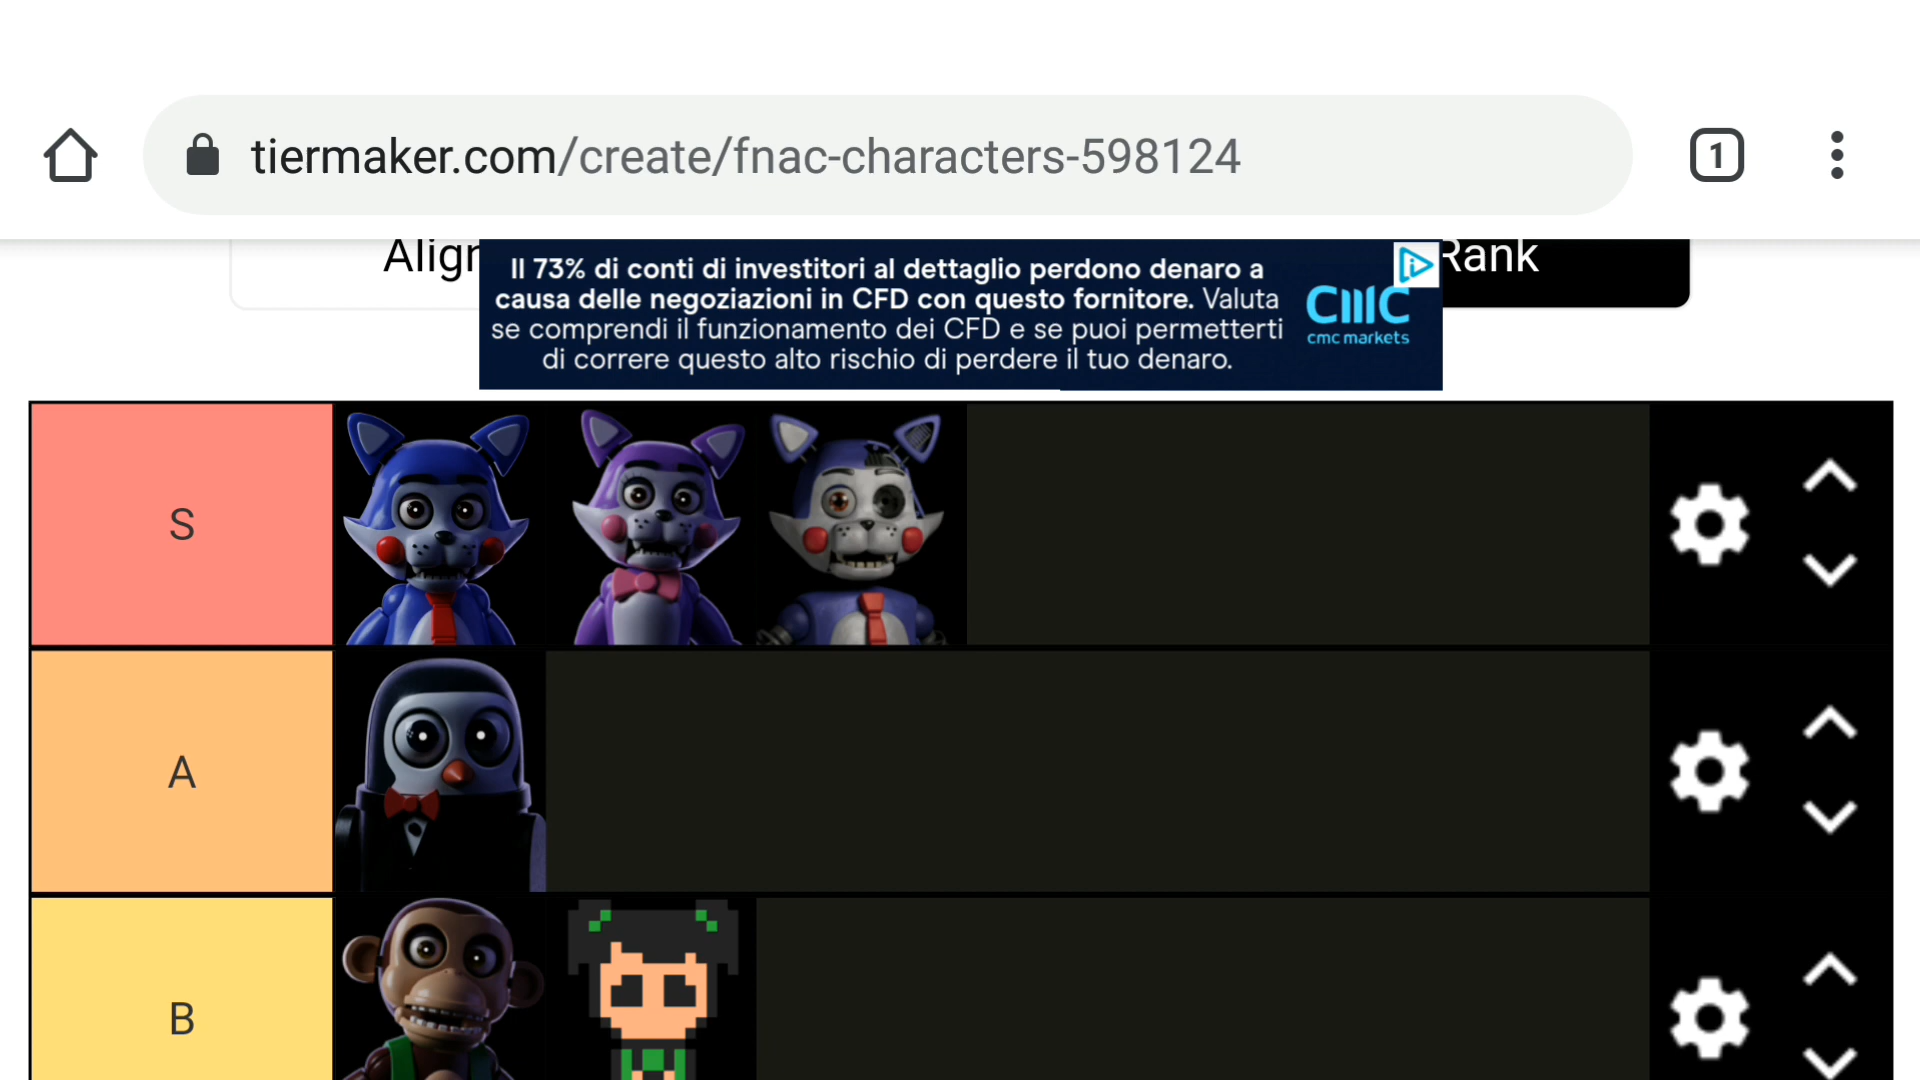 tiermaker.com/create/fnac-characters-598124
1
Align
Rank
Il 73% di conti di investitori al dettaglio perdono denaro a
causa delle negoziazioni in CFD con questo fornitore. Valuta
se comprendi il funzionamento dei CFD e se puoi permetterti
di correre questo alto rischio di perdere il tuo denaro.
CMC
cmc markets
S
A
B